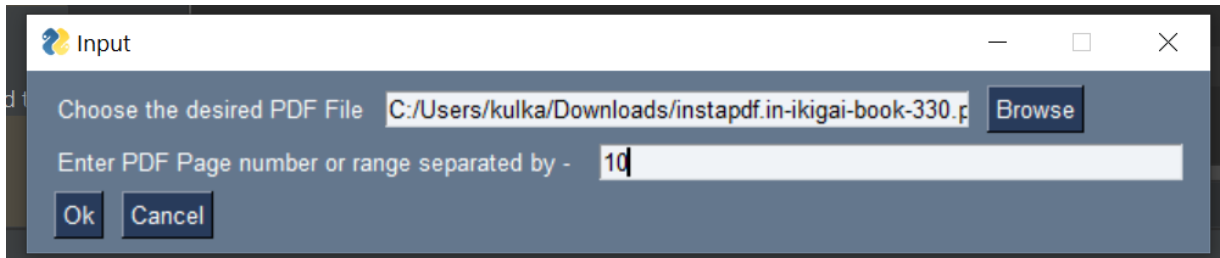 Input
d t
Choose the desired PDF File C:/Users/kulka/Downloads/instapdf.in-ikigai-book-330.p Browse
Enter PDF Page number or range separated by - 10
Ok Cancel